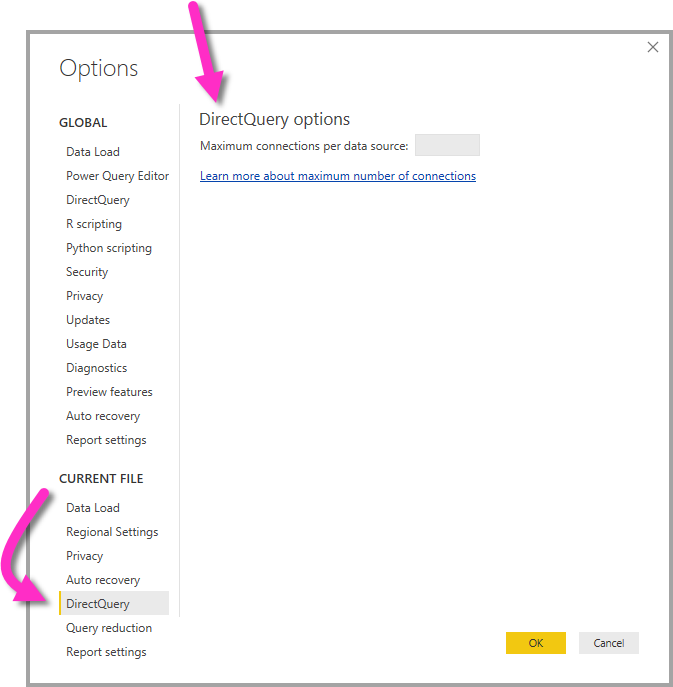 Options
GLOBAL
Data Load
Power Query Editor
DirectQuery
R scripting
Python scripting
Security
Privacy
Updates
Usage Data
Diagnostics
Preview features
Auto recovery
Report settings
CURRENT FILE
Data Load
Regional Settings
Privacy
Auto recovery
DirectQuery
Query reduction
Report settings
DirectQuery options
Maximum connections per data source:
Learn more about maximum number of connections
OK
Cancel